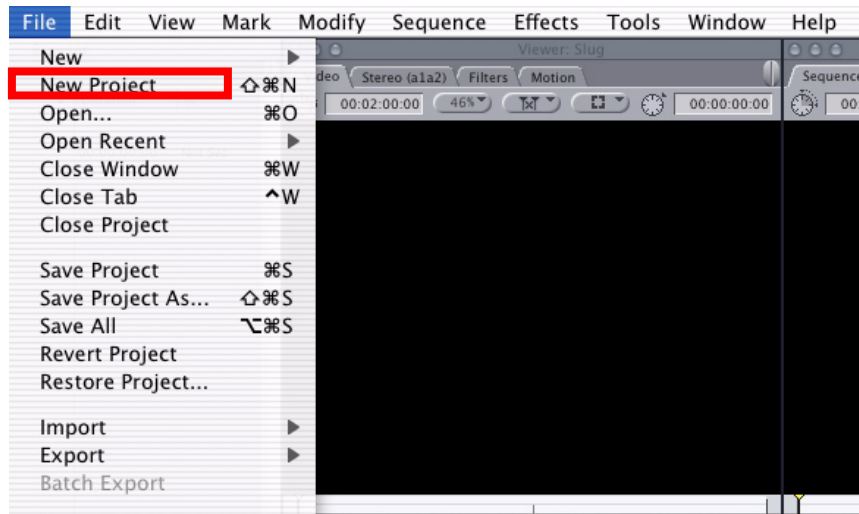 File Edit View Mark Modify Sequence Effects Tools Window Help
New
New Project ⇧⌘N
Open... ⌘O
Open Recent
Close Window ⌘W
Close Tab ^W
Close Project
Save Project ⌘S
Save Project As... ⇧⌘S
Save All ⌥⌘S
Revert Project
Restore Project...
Import
Export
Batch Export
Viewer: Slug
deo Stereo (a1a2) Filters Motion
00:02:00:00 46% 00:00:00:00
Sequence
00